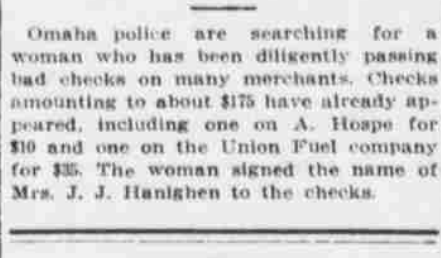 Omaha police are searching for a
woman who has been diligently passing
bad checks on many merchants. Checks
amounting to about $175 have already ap-
peared, including one on A. Hospe for
$10 and one on the Union Fuel company
for $35. The woman signed the name of
Mrs. J. J. Hanighen to the checks.